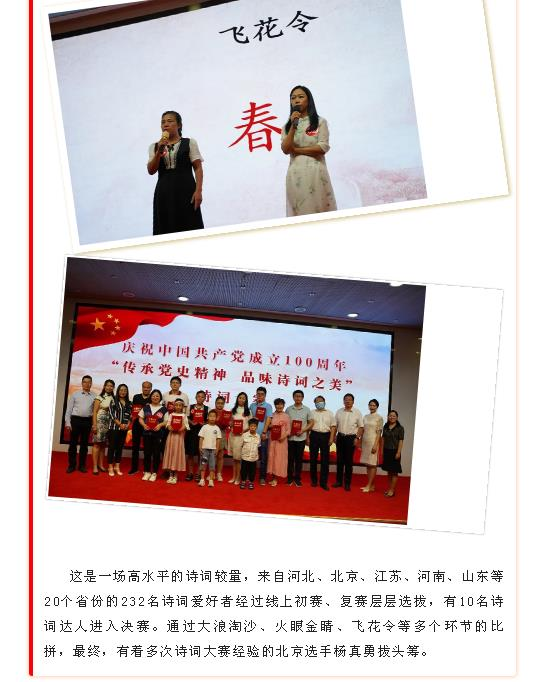 飞花令
春
庆祝中国共产党成立100周年
“传承党史精神 品味诗词之美”
诗词
这是一场高水平的诗词较量，来自河北、北京、江苏、河南、山东等
20个省份的232名诗词爱好者经过线上初赛、复赛层层选拔，有10名诗
词达人进入决赛。通过大浪淘沙、火眼金睛、飞花令等多个环节的比
拼，最终，有着多次诗词大赛经验的北京选手杨真勇拔头筹。